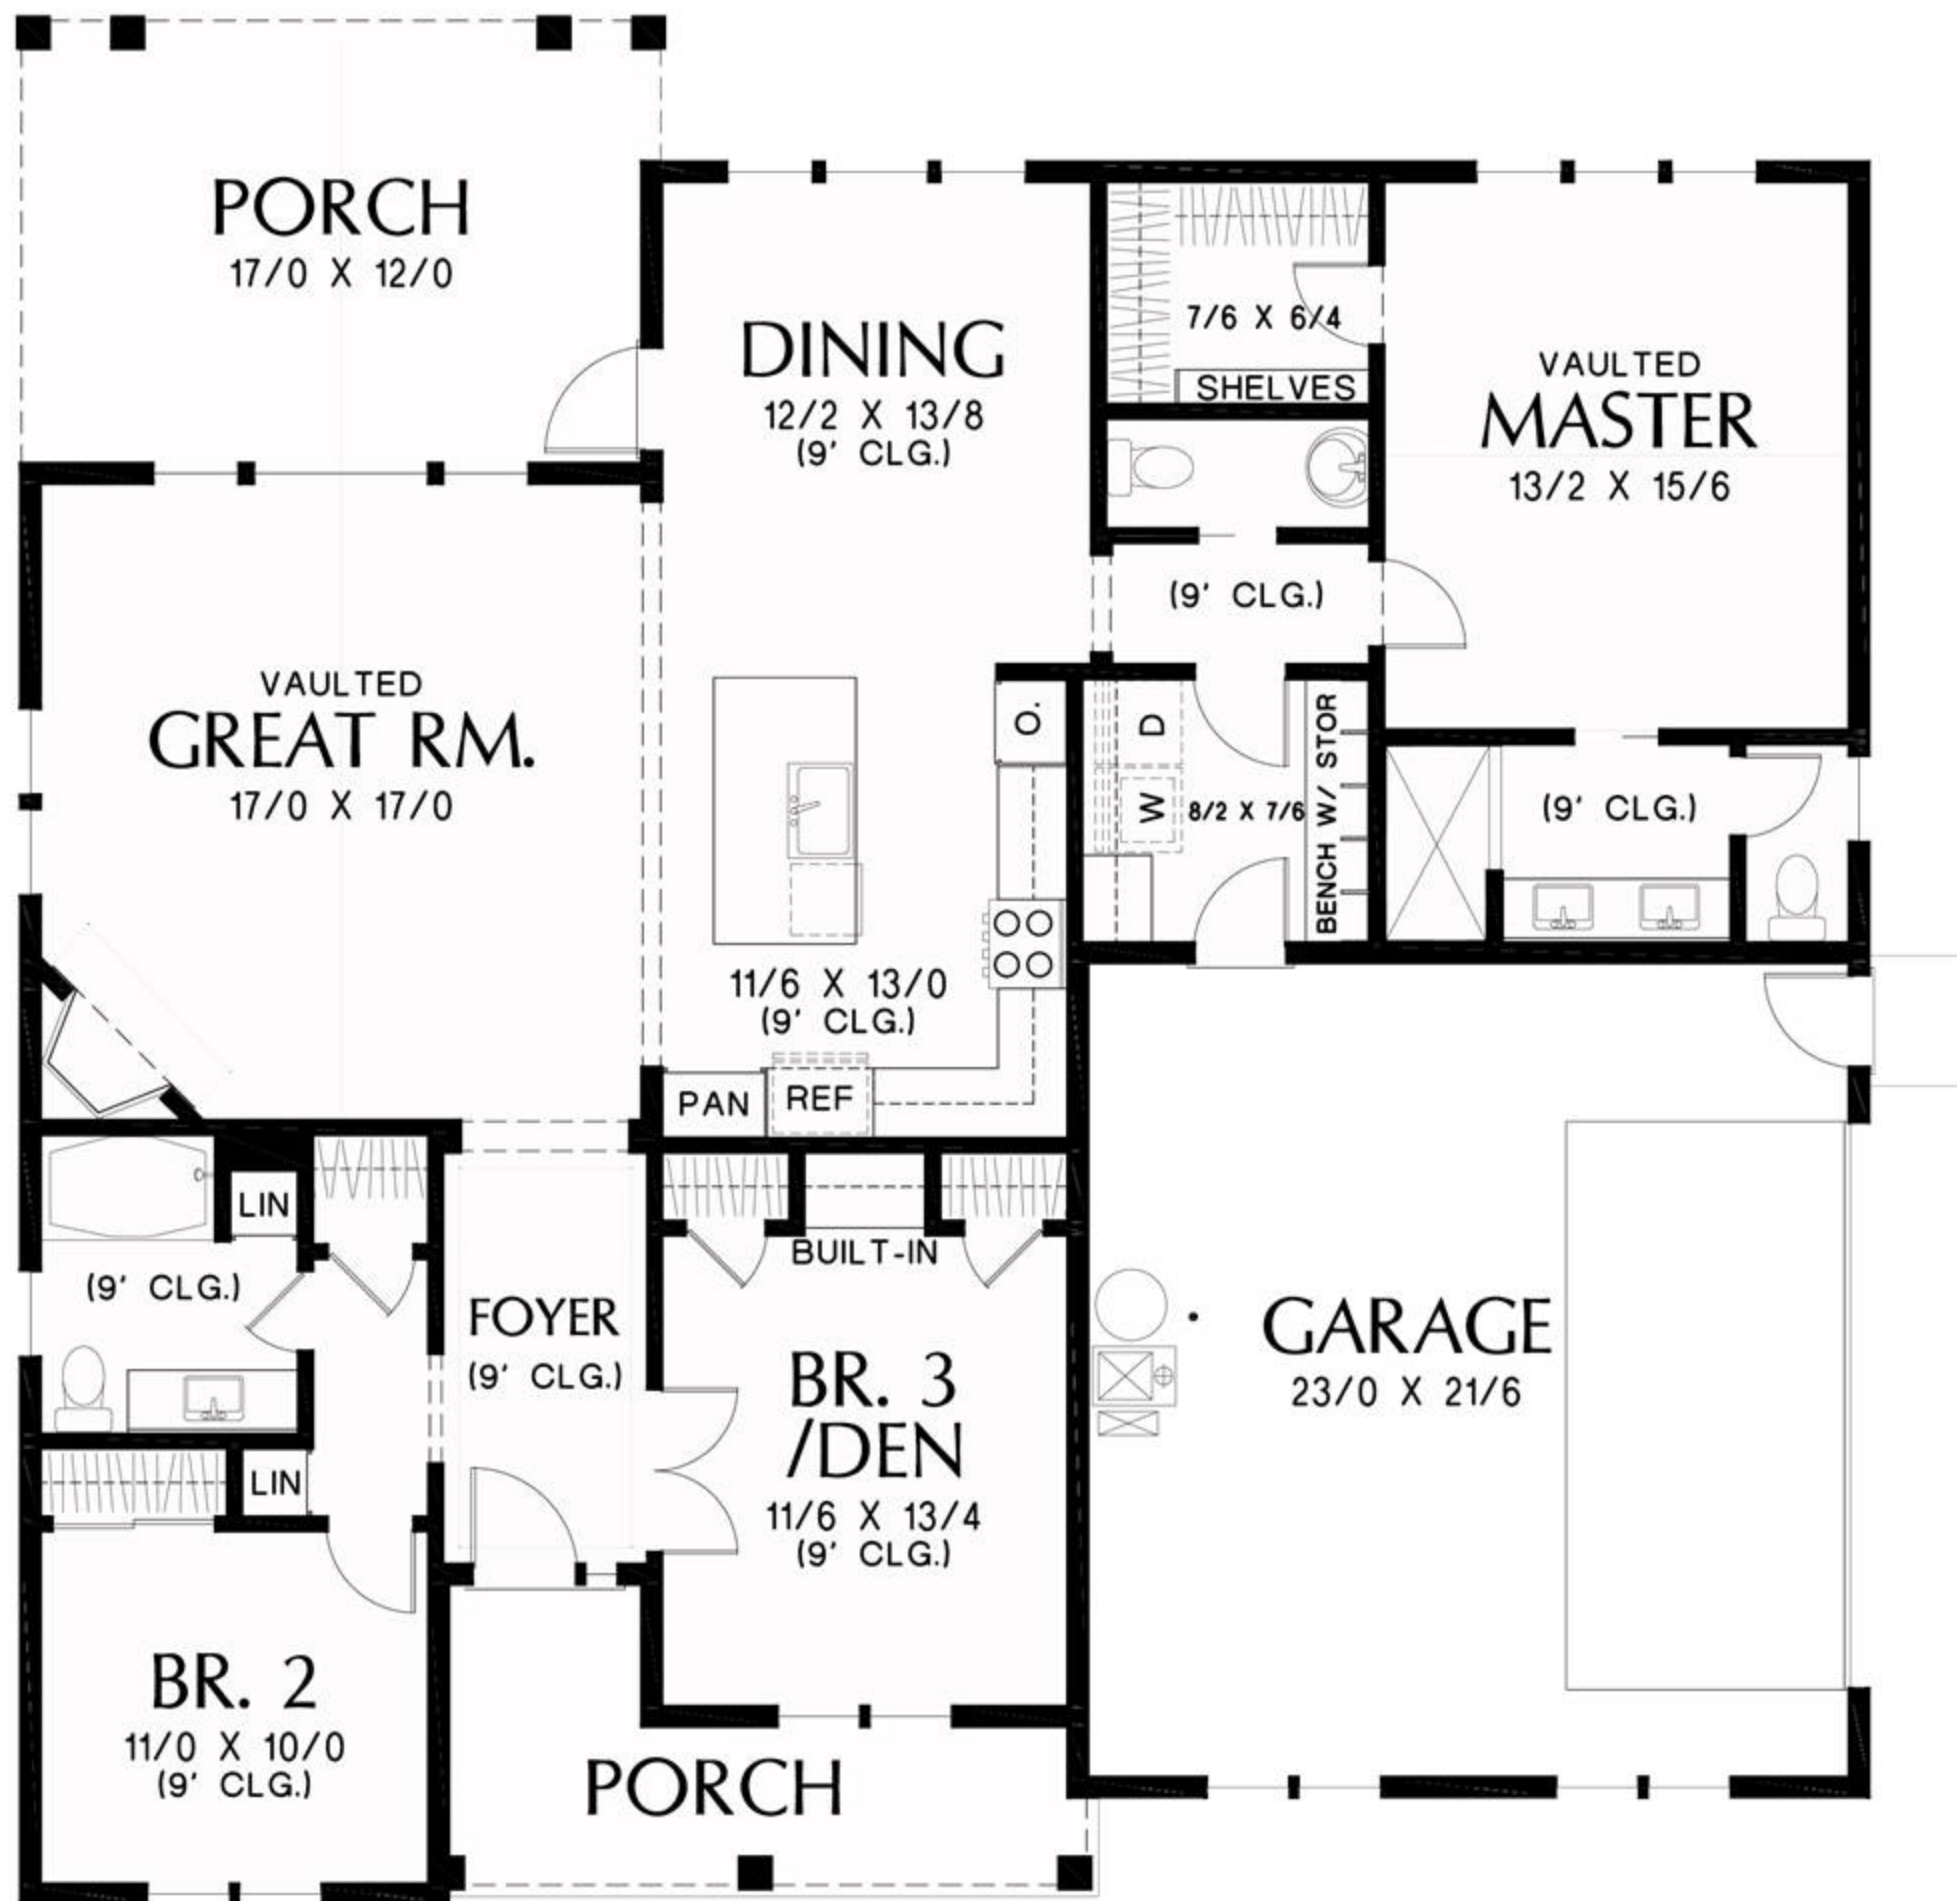 PORCH
17/0 X 12/0
DINING
12/2 X 13/8
(9' CLG.)
7/6 X 6/4
SHELVES
VAULTED
MASTER
13/2 X 15/6
(9' CLG.)
VAULTED
GREAT RM.
17/0 X 17/0
O.
D
W
8/2 X 7/6
BENCH W/ STOR
(9' CLG.)
11/6 X 13/0
(9' CLG.)
PAN
REF
LIN
(9' CLG.)
FOYER
(9' CLG.)
BUILT-IN
BR. 3
/DEN
11/6 X 13/4
(9' CLG.)
GARAGE
23/0 X 21/6
LIN
BR. 2
11/0 X 10/0
(9' CLG.)
PORCH